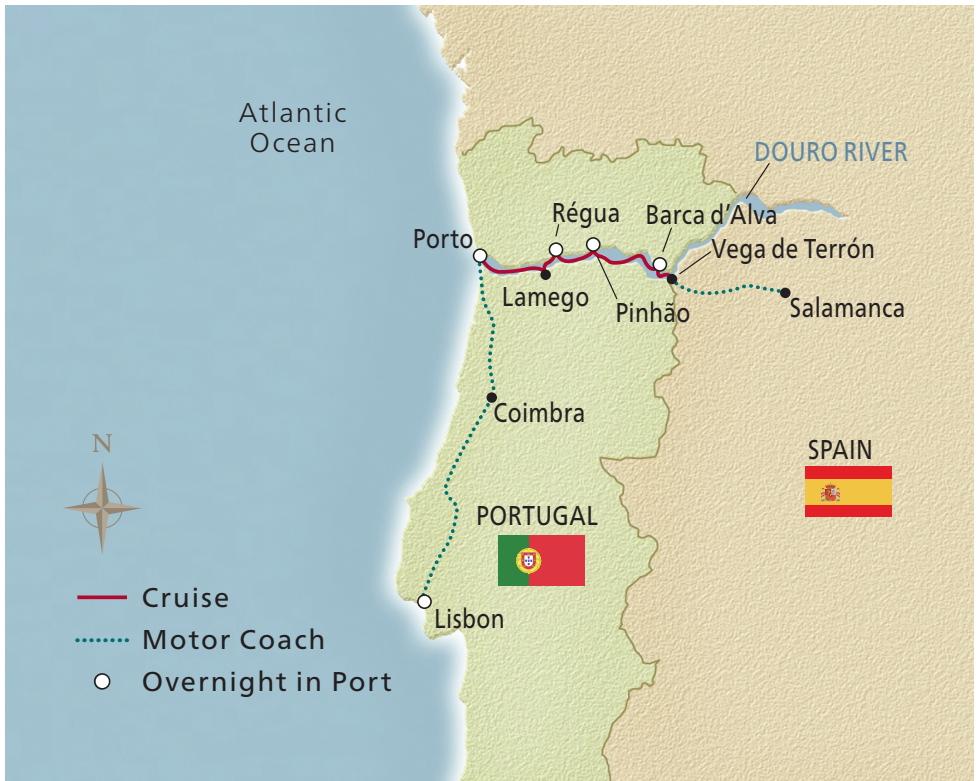 Atlantic
Ocean
DOURO RIVER
Régua
Barca d'Alva
Porto
Vega de Terrón
Lamego
Pinhão
Salamanca
Coimbra
N
SPAIN
PORTUGAL
Cruise
Lisbon
Motor Coach
Overnight in Port